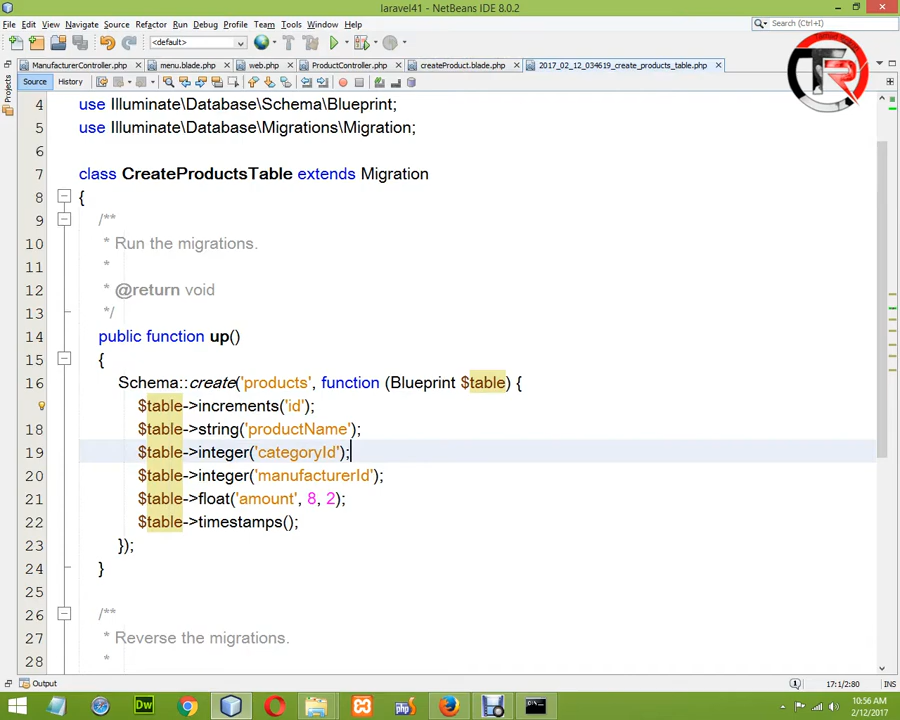 laravel41 - NetBeans IDE 8.0.2
File Edit View Navigate Source Refactor Run Debug Profile Team Tools Window Help
<default>
Search (Ctrl+I)
ManufacturerController.php menu.blade.php web.php ProductController.php createProduct.blade.php 2017_02_12_034619_create_products_table.php
Projects
Source History
TR
4 use Illuminate\Database\Schema\Blueprint;
5 use Illuminate\Database\Migrations\Migration;
6
7 class CreateProductsTable extends Migration
8 {
9 /**
10 * Run the migrations.
11 *
12 * @return void
13 */
14 public function up()
15 {
16 Schema::create('products', function (Blueprint $table) {
$table->increments('id');
18 $table->string('productName');
19 $table->integer('categoryId');
20 $table->integer('manufacturerId');
21 $table->float('amount', 8, 2);
22 $table->timestamps();
23 });
24 }
25
26 /**
27 * Reverse the migrations.
28 *
Output
17:1/2:80 INS
Dw
php
10:56 AM
2/12/2017